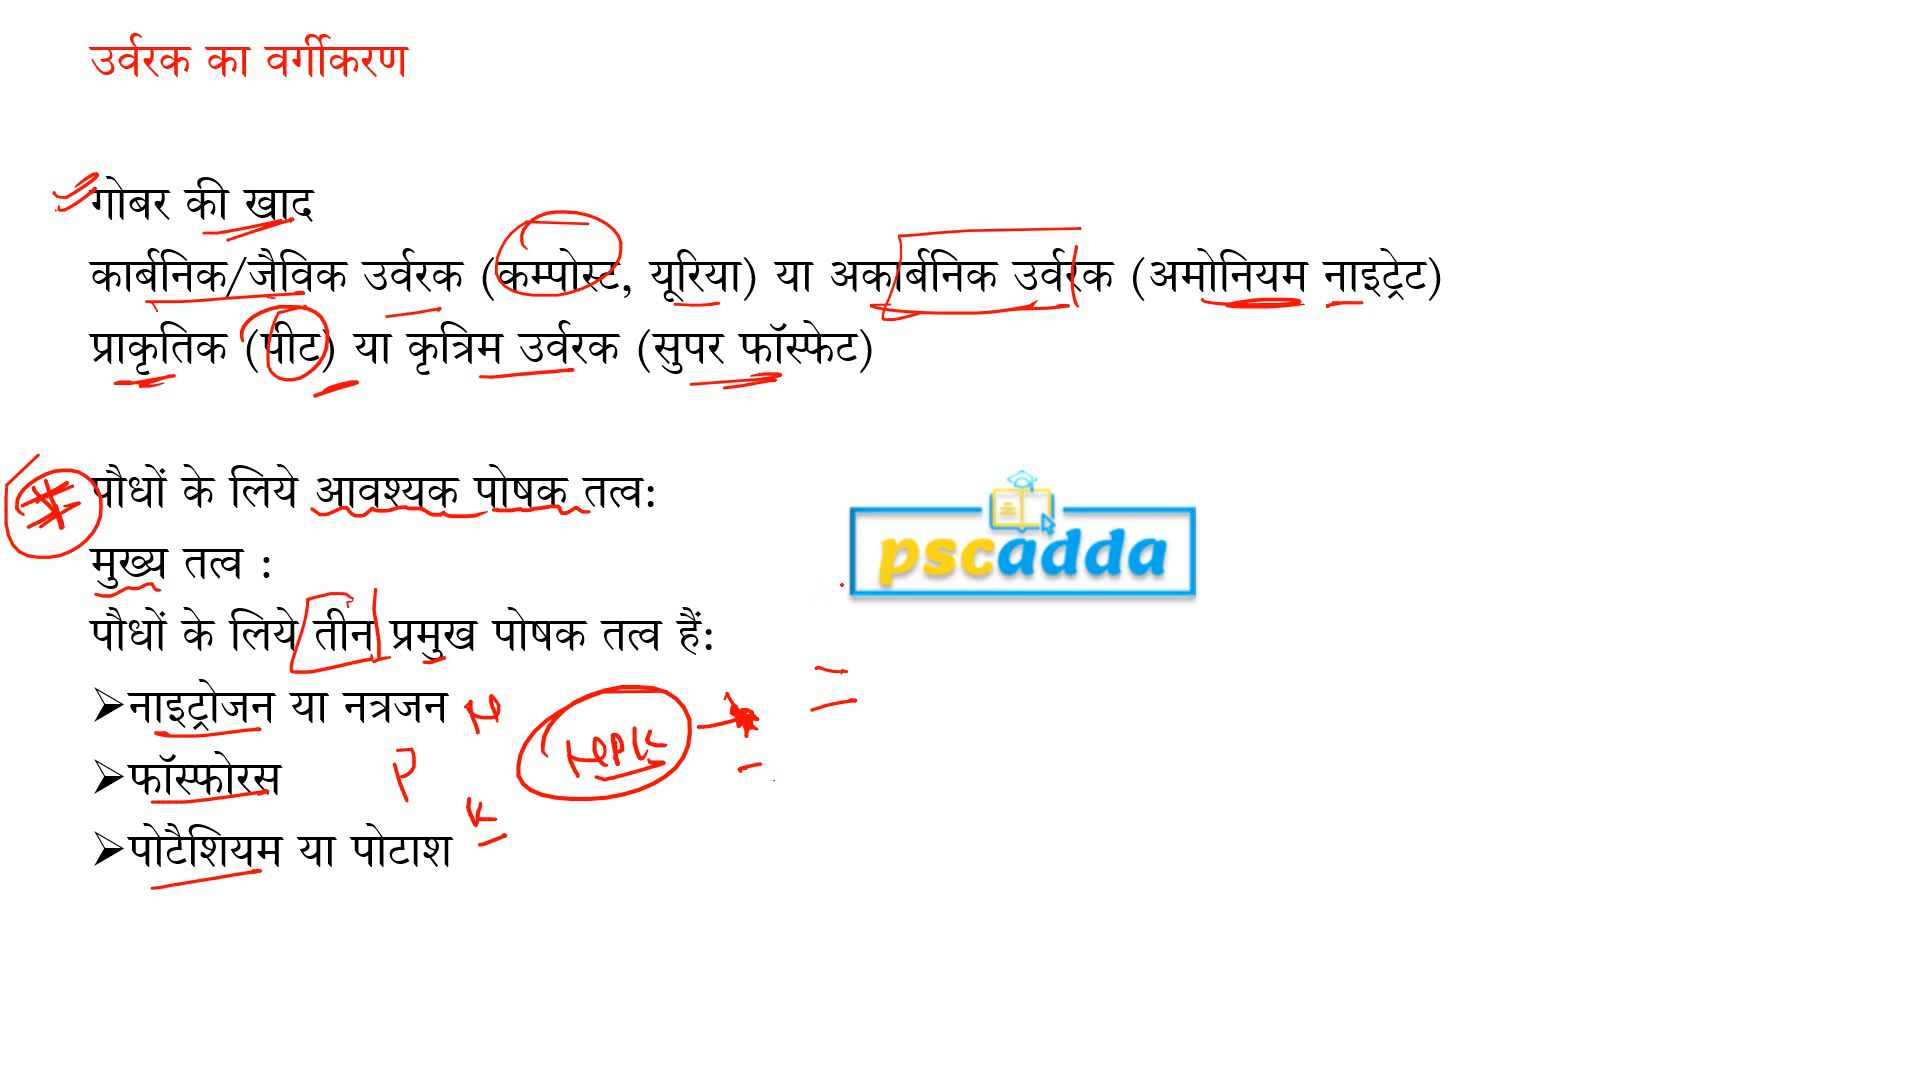 उर्वरक का वर्गीकरण
गोबर की खाद
कार्बनिक/जैविक उर्वरक (कम्पोस्ट, यूरिया) या अकार्बनिक उर्वरक (अमोनियम नाइट्रेट)
प्राकृतिक (पीट) या कृत्रिम उर्वरक (सुपर फॉस्फेट)
पौधों के लिये आवश्यक पोषक तत्व:
मुख्य तत्व :
पौधों के लिये तीन प्रमुख पोषक तत्व हैं:
➢नाइट्रोजन या नत्रजन N
➢फॉस्फोरस P
➢पोटैशियम या पोटाश K
NPK
pscadda